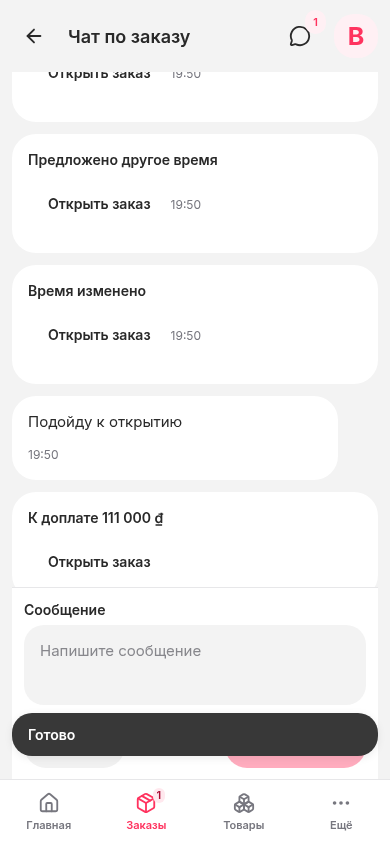 Чат по заказу
1
B
Открыть заказ 19:50
Предложено другое время
Открыть заказ 19:50
Время изменено
Открыть заказ 19:50
Подойду к открытию
19:50
К доплате 111 000 ₫
Открыть заказ
Сообщение
Напишите сообщение
Готово
1
Главная Заказы Товары Ещё